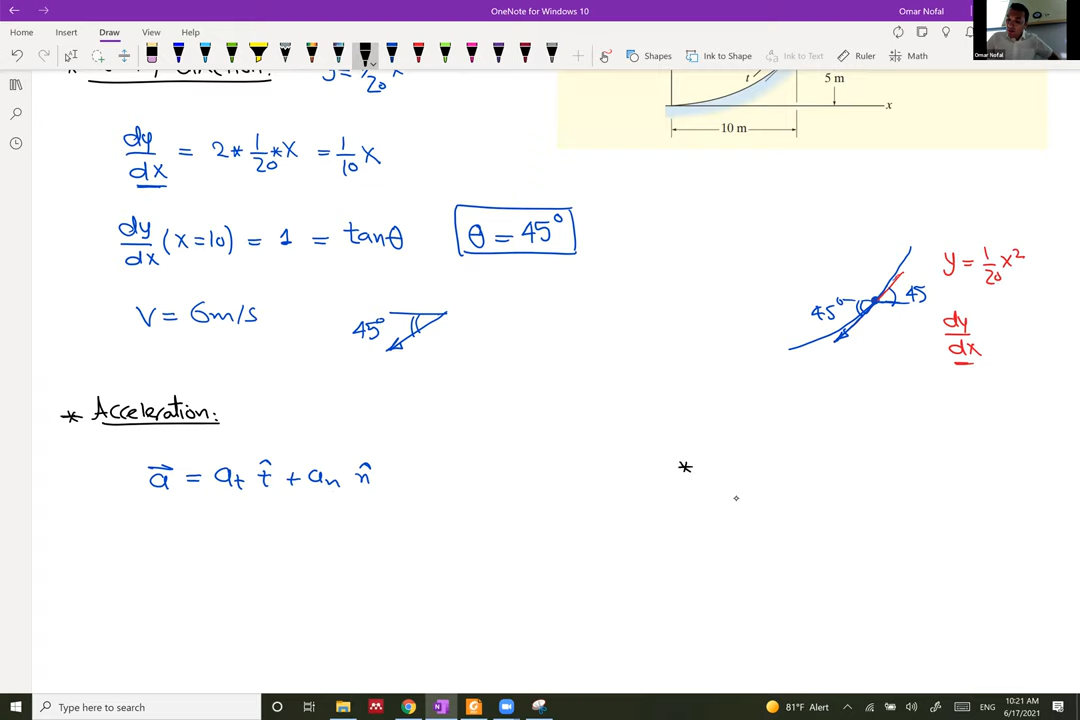 OneNote for Windows 10
Omar Nofal
Home Insert Draw View Help
Shapes Ink to Shape Ink to Text Ruler Math
Omar Nofal
t
5 m
x
10 m
dy/dx = 2 * 1/20 * x = 1/10 x
dy/dx (x=10) = 1 = tanθ
θ = 45°
y = 1/20 x²
45
45°
dy/dx
V = 6m/s
45°
* Acceleration:
a⃗ = at t̂ + an n̂
*
Type here to search
81°F Alert
ENG
10:21 AM
6/17/2021